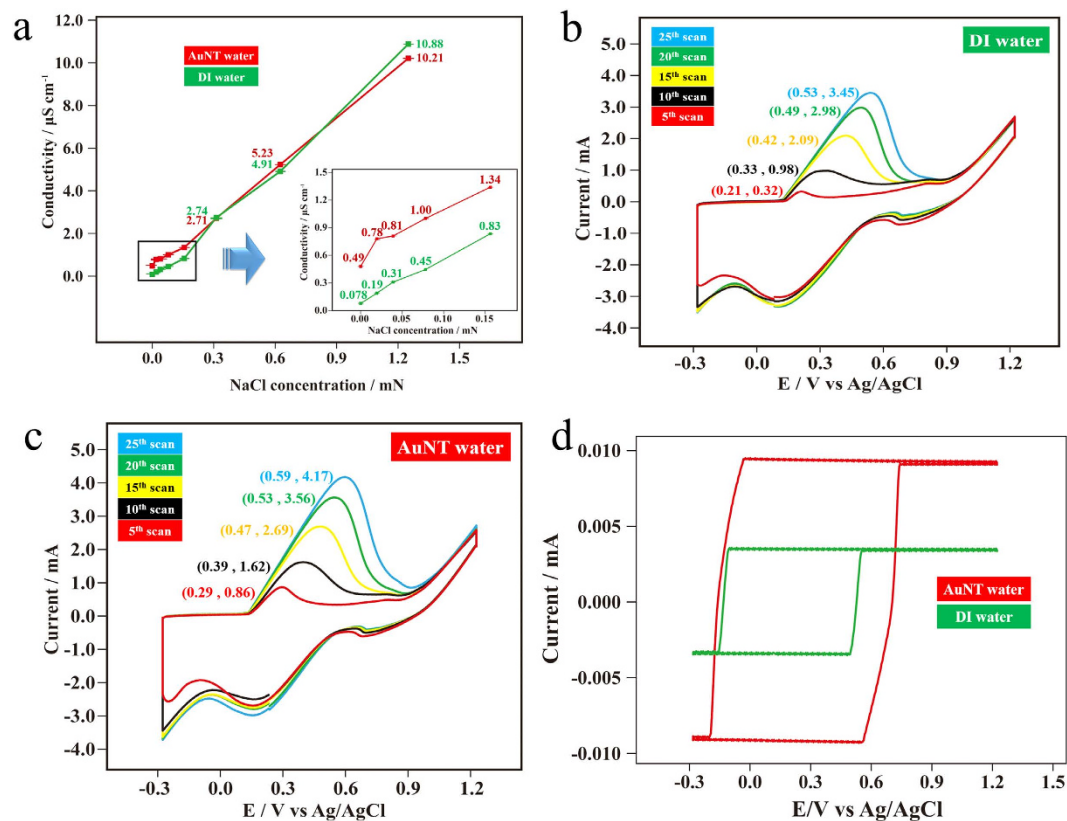 a
12.0
10.0
8.0
6.0
4.0
2.0
0.0
Conductivity / μS cm⁻¹
AuNT water
DI water
10.88
10.21
5.23
4.91
2.74
2.71
1.5
1.2
0.9
0.6
0.3
0.0
Conductivity / μS cm⁻¹
0.49
0.78
0.81
1.00
1.34
0.078
0.19
0.31
0.45
0.83
0.00
0.05
0.10
0.15
NaCl concentration / mN
0.0
0.3
0.6
0.9
1.2
1.5
NaCl concentration / mN
b
25th scan
20th scan
15th scan
10th scan
5th scan
DI water
5.0
4.0
3.0
2.0
1.0
0.0
-1.0
-2.0
-3.0
-4.0
Current / mA
(0.53 , 3.45)
(0.49 , 2.98)
(0.42 , 2.09)
(0.33 , 0.98)
(0.21 , 0.32)
-0.3
0.0
0.3
0.6
0.9
1.2
E / V vs Ag/AgCl
c
25th scan
20th scan
15th scan
10th scan
5th scan
AuNT water
5.0
4.0
3.0
2.0
1.0
0.0
-1.0
-2.0
-3.0
-4.0
Current / mA
(0.59 , 4.17)
(0.53 , 3.56)
(0.47 , 2.69)
(0.39 , 1.62)
(0.29 , 0.86)
-0.3
0.0
0.3
0.6
0.9
1.2
E / V vs Ag/AgCl
d
0.010
0.005
0.000
-0.005
-0.010
Current / mA
AuNT water
DI water
-0.3
0.0
0.3
0.6
0.9
1.2
1.5
E/V vs Ag/AgCl